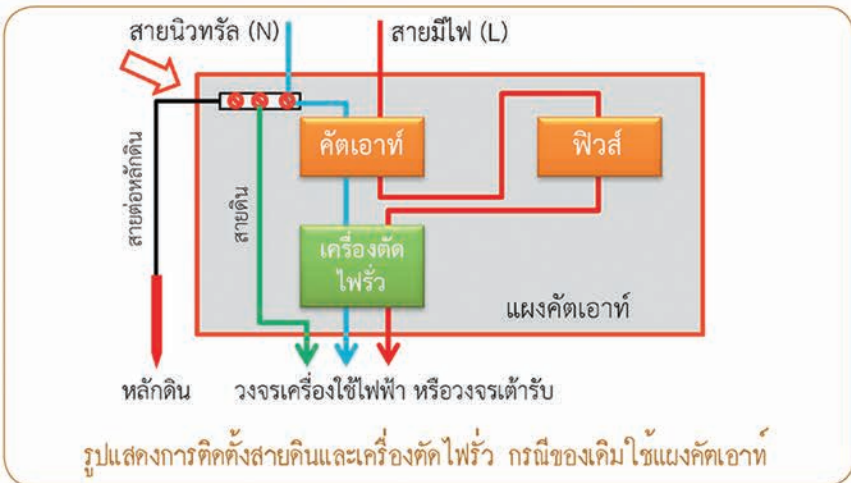 สายนิวทรัล (N)
สายมีไฟ (L)
คัตเอาท์
ฟิวส์
สายต่อหลักดิน
สายดิน
เครื่องตัด
ไฟรั่ว
แผงคัตเอาท์
หลักดิน
วงจรเครื่องใช้ไฟฟ้า หรือวงจรเต้ารับ
รูปแสดงการติดตั้งสายดินและเครื่องตัดไฟรั่ว กรณีของเดิมใช้แผงคัตเอาท์